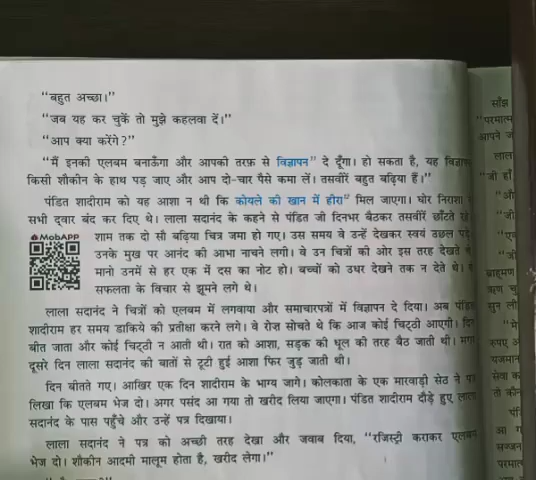 “बहुत अच्छा।”
“जब यह कर चुकें तो मुझे कहलवा दें।”
“आप क्या करेंगे?”
“मैं इनकी एलबम बनाऊँगा और आपकी तरफ़ से विज्ञापन” दे दूँगा। हो सकता है, यह
किसी शौकीन के हाथ पड़ जाए और आप दो-चार पैसे कमा लें। तसवीरें बहुत बढ़िया हैं।”
पंडित शादीराम को यह आशा न थी कि कोयले की खान में हीरा” मिल जाएगा। घोर निराशा
सभी द्वार बंद कर दिए थे। लाला सदानंद के कहने से पंडित जी दिनभर बैठकर तसवीरें छाँटते
MobAPP
शाम तक दो सौ बढ़िया चित्र जमा हो गए। उस समय वे उन्हें देखकर स्वयं उछल
उनके मुख पर आनंद की आभा नाचने लगी। वे उन चित्रों की ओर इस तरह देखते
मानो उनमें से हर एक में दस का नोट हो। बच्चों को उधर देखने तक न देते थे।
सफलता के विचार से झूमने लगे थे।
लाला सदानंद ने चित्रों को एलबम में लगवाया और समाचारपत्रों में विज्ञापन दे दिया। अब
शादीराम हर समय डाकिये की प्रतीक्षा करने लगे। वे रोज़ सोचते थे कि आज कोई चिट्ठी आएगी।
बीत जाता और कोई चिट्ठी न आती थी। रात को आशा, सड़क की धूल की तरह बैठ जाती थी।
दूसरे दिन लाला सदानंद की बातों से टूटी हुई आशा फिर जुड़ जाती थी।
दिन बीतते गए। आखिर एक दिन शादीराम के भाग्य जागे। कोलकाता के एक मारवाड़ी सेठ ने
लिखा कि एलबम भेज दो। अगर पसंद आ गया तो खरीद लिया जाएगा। पंडित शादीराम दौड़े हुए लाला
सदानंद के पास पहुँचे और उन्हें पत्र दिखाया।
लाला सदानंद ने पत्र को अच्छी तरह देखा और जवाब दिया, “रजिस्ट्री कराकर एलबम
भेज दो। शौकीन आदमी मालूम होता है, खरीद लेगा।”